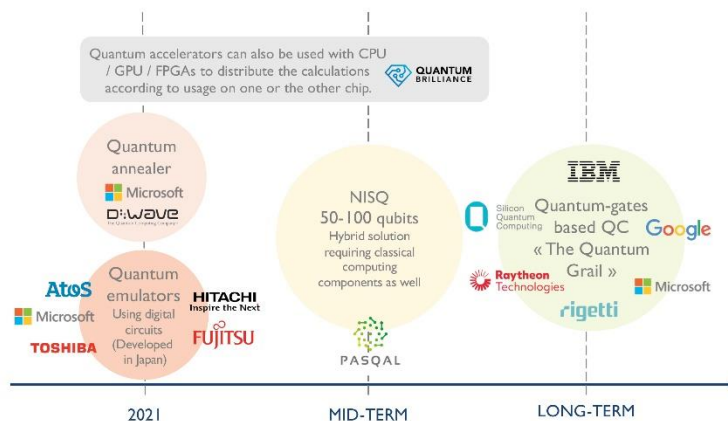 Quantum accelerators can also be used with CPU
/ GPU / FPGAs to distribute the calculations
according to usage on one or the other chip.
QUANTUM
BRILLIANCE
Quantum
annealer
Microsoft
D:wave
The Quantum Computing Company
Quantum
emulators
Using digital
circuits
(Developed
in Japan)
Atos
Microsoft
TOSHIBA
HITACHI
Inspire the Next
FUJITSU
NISQ
50-100 qubits
Hybrid solution
requiring classical
computing
components as well
PASQAL
IBM
Silicon
Quantum
Computing
Quantum-gates
based QC
« The Quantum
Grail »
Google
Raytheon
Technologies
Microsoft
rigetti
2021
MID-TERM
LONG-TERM